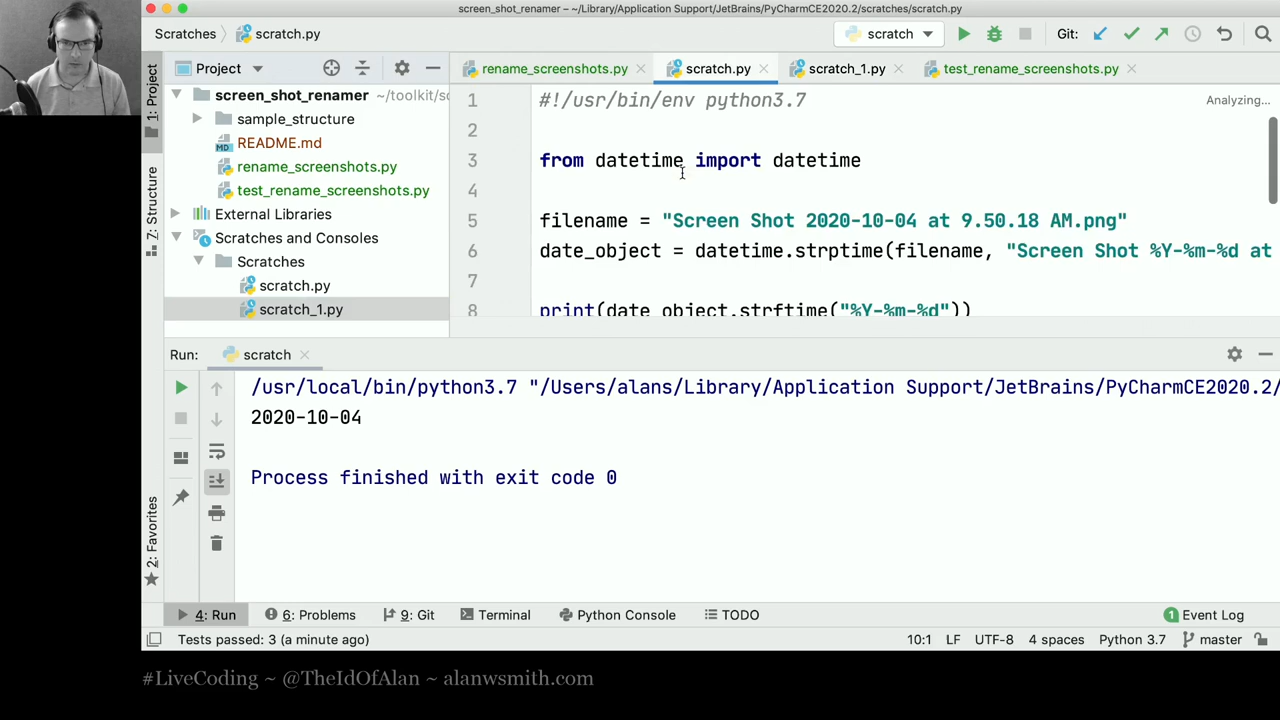 screen_shot_renamer – ~/Library/Application Support/JetBrains/PyCharmCE2020.2/scratches/scratch.py
Scratches scratch.py scratch Git:
Project rename_screenshots.py scratch.py scratch_1.py test_rename_screenshots.py
1: Project
7: Structure
2: Favorites
screen_shot_renamer ~/toolkit/sc
sample_structure
README.md
rename_screenshots.py
test_rename_screenshots.py
External Libraries
Scratches and Consoles
Scratches
scratch.py
scratch_1.py
1 #!/usr/bin/env python3.7 Analyzing...
2
3 from datetime import datetime
4
5 filename = "Screen Shot 2020-10-04 at 9.50.18 AM.png"
6 date_object = datetime.strptime(filename, "Screen Shot %Y-%m-%d at
7
8 print(date_object.strftime("%Y-%m-%d"))
Run: scratch
/usr/local/bin/python3.7 "/Users/alans/Library/Application Support/JetBrains/PyCharmCE2020.2/
2020-10-04
Process finished with exit code 0
4: Run 6: Problems 9: Git Terminal Python Console TODO 1 Event Log
Tests passed: 3 (a minute ago) 10:1 LF UTF-8 4 spaces Python 3.7 master
#LiveCoding ~ @TheIdOfAlan ~ alanwsmith.com